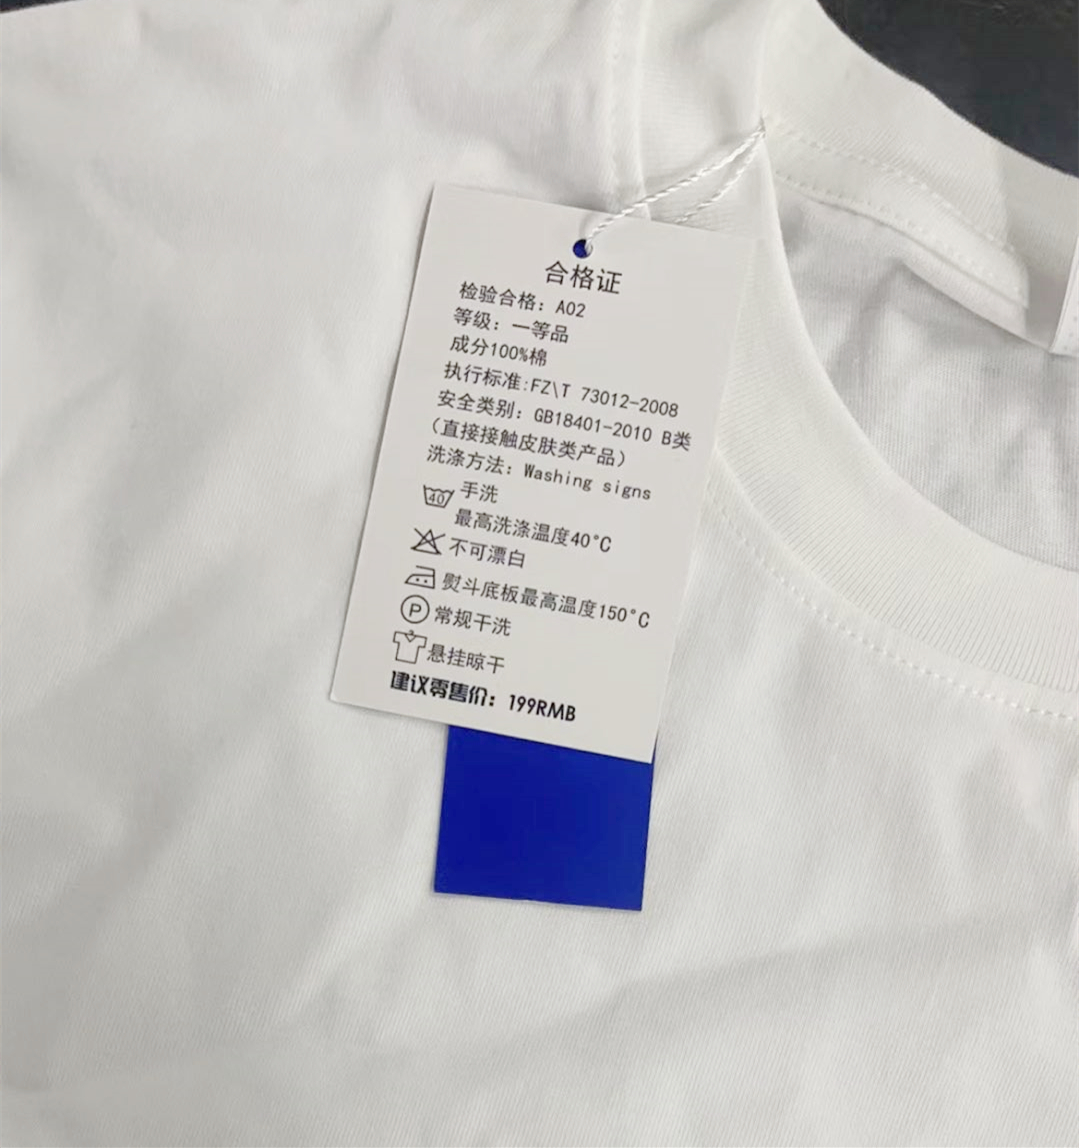 合格证
检验合格：A02
等级：一等品
成分100%棉
执行标准:FZ\T 73012-2008
安全类别：GB18401-2010 B类
（直接接触皮肤类产品）
洗涤方法：Washing signs
40 手洗
最高洗涤温度40°C
不可漂白
熨斗底板最高温度150°C
P 常规干洗
悬挂晾干
建议零售价：199RMB